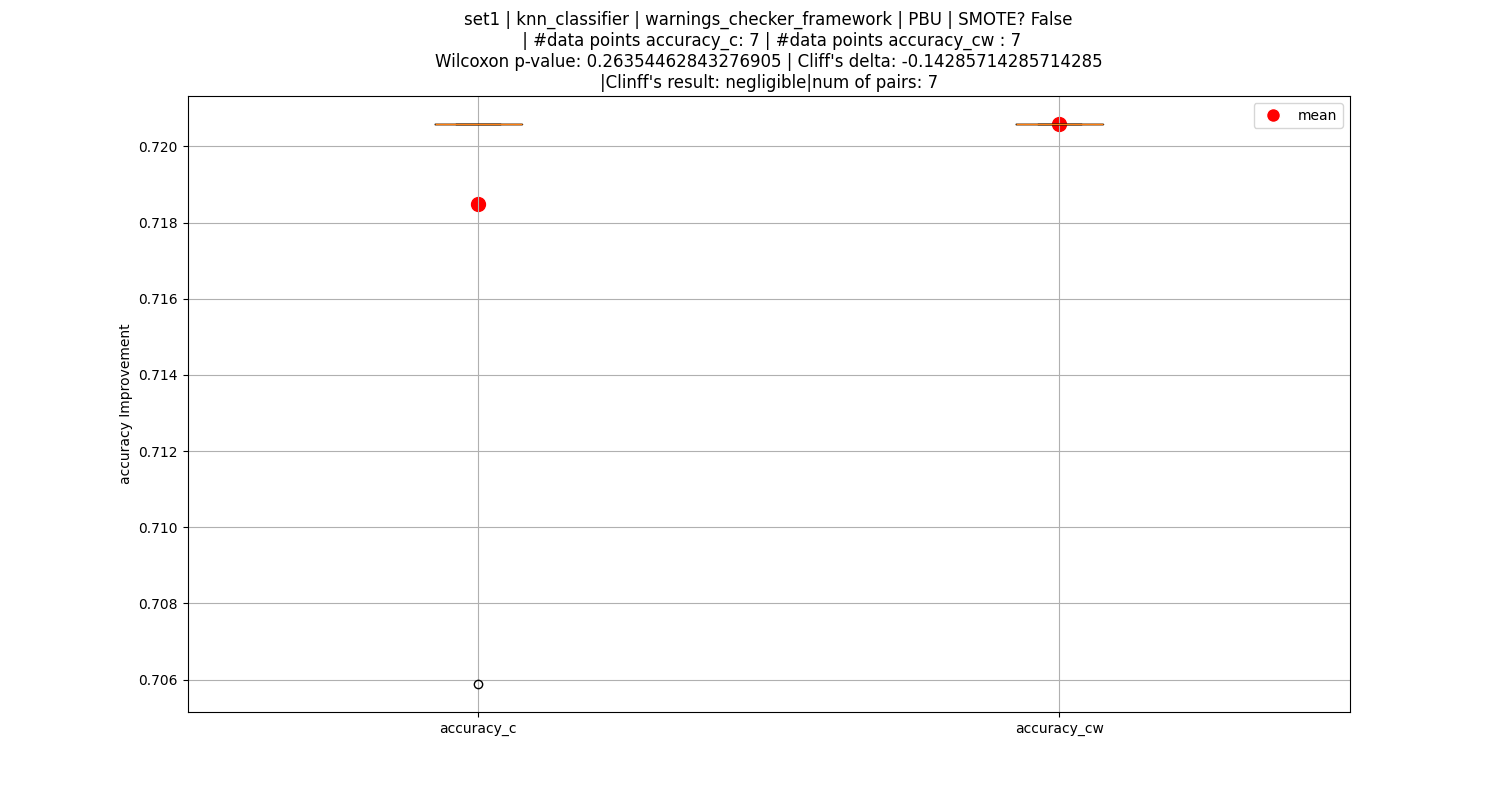 set1 | knn_classifier | warnings_checker_framework | PBU | SMOTE? False
| #data points accuracy_c: 7 | #data points accuracy_cw : 7
Wilcoxon p-value: 0.26354462843276905 | Cliff's delta: -0.14285714285714285
|Clinff's result: negligible|num of pairs: 7
mean
0.720
0.718
0.716
0.714
0.712
0.710
0.708
0.706
accuracy Improvement
accuracy_c
accuracy_cw